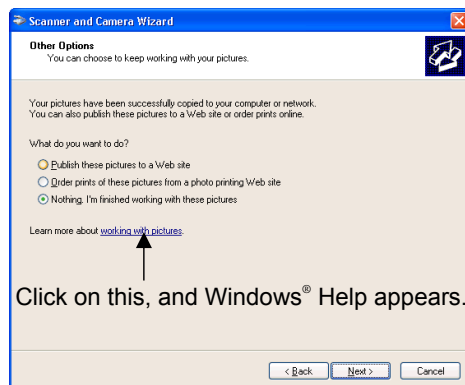 Scanner and Camera Wizard
Other Options
You can choose to keep working with your pictures.
Your pictures have been successfully copied to your computer or network.
You can also publish these pictures to a Web site or order prints online.
What do you want to do?
Publish these pictures to a Web site
Order prints of these pictures from a photo printing Web site
Nothing. I'm finished working with these pictures
Learn more about working with pictures.
Click on this, and Windows® Help appears.
< Back Next > Cancel